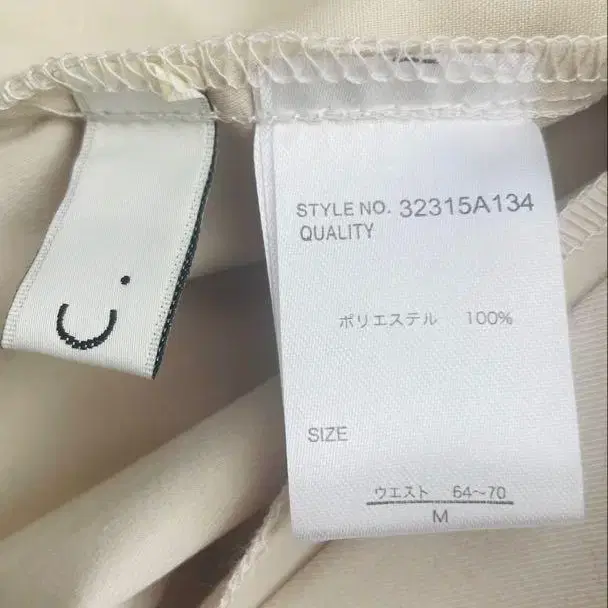 STYLE NO. 32315A134
QUALITY
ポリエステル 100%
SIZE
ウエスト 64～70
M